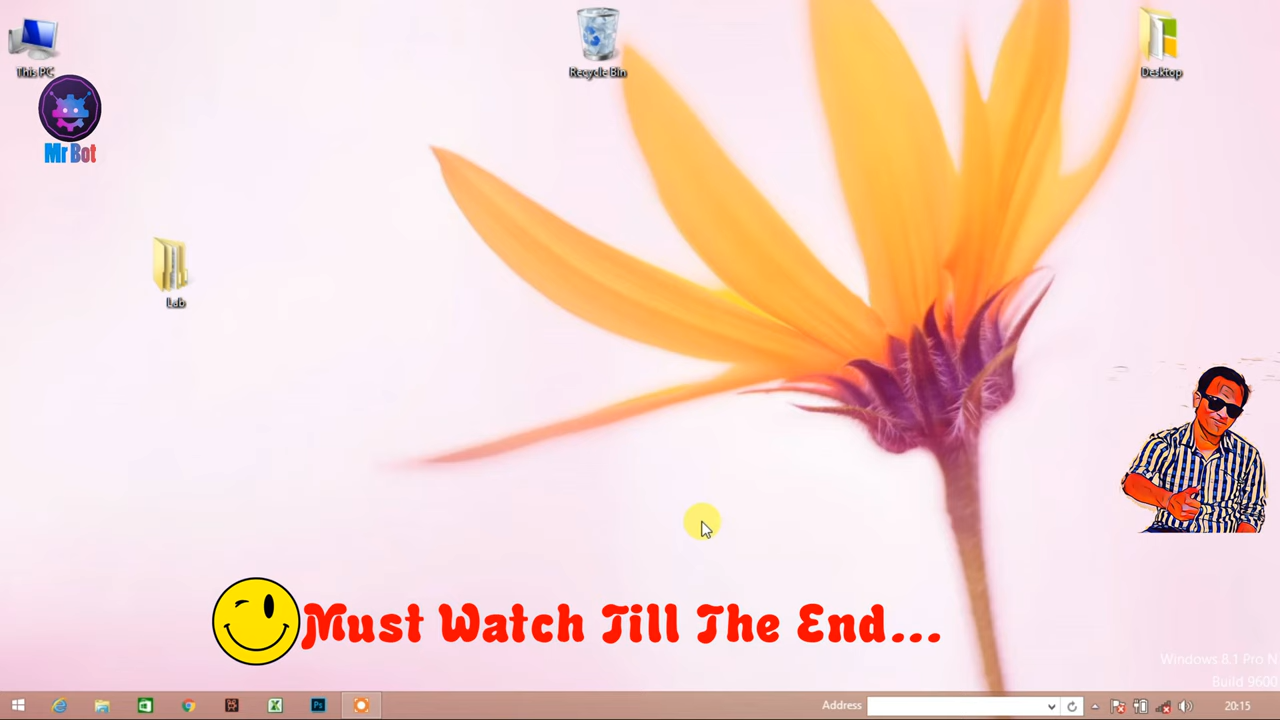 This PC
Recycle Bin
Desktop
Mr Bot
Lab
Must Watch Till The End...
Windows 8.1 Pro N
Build 9600
Ps
Address
20:15